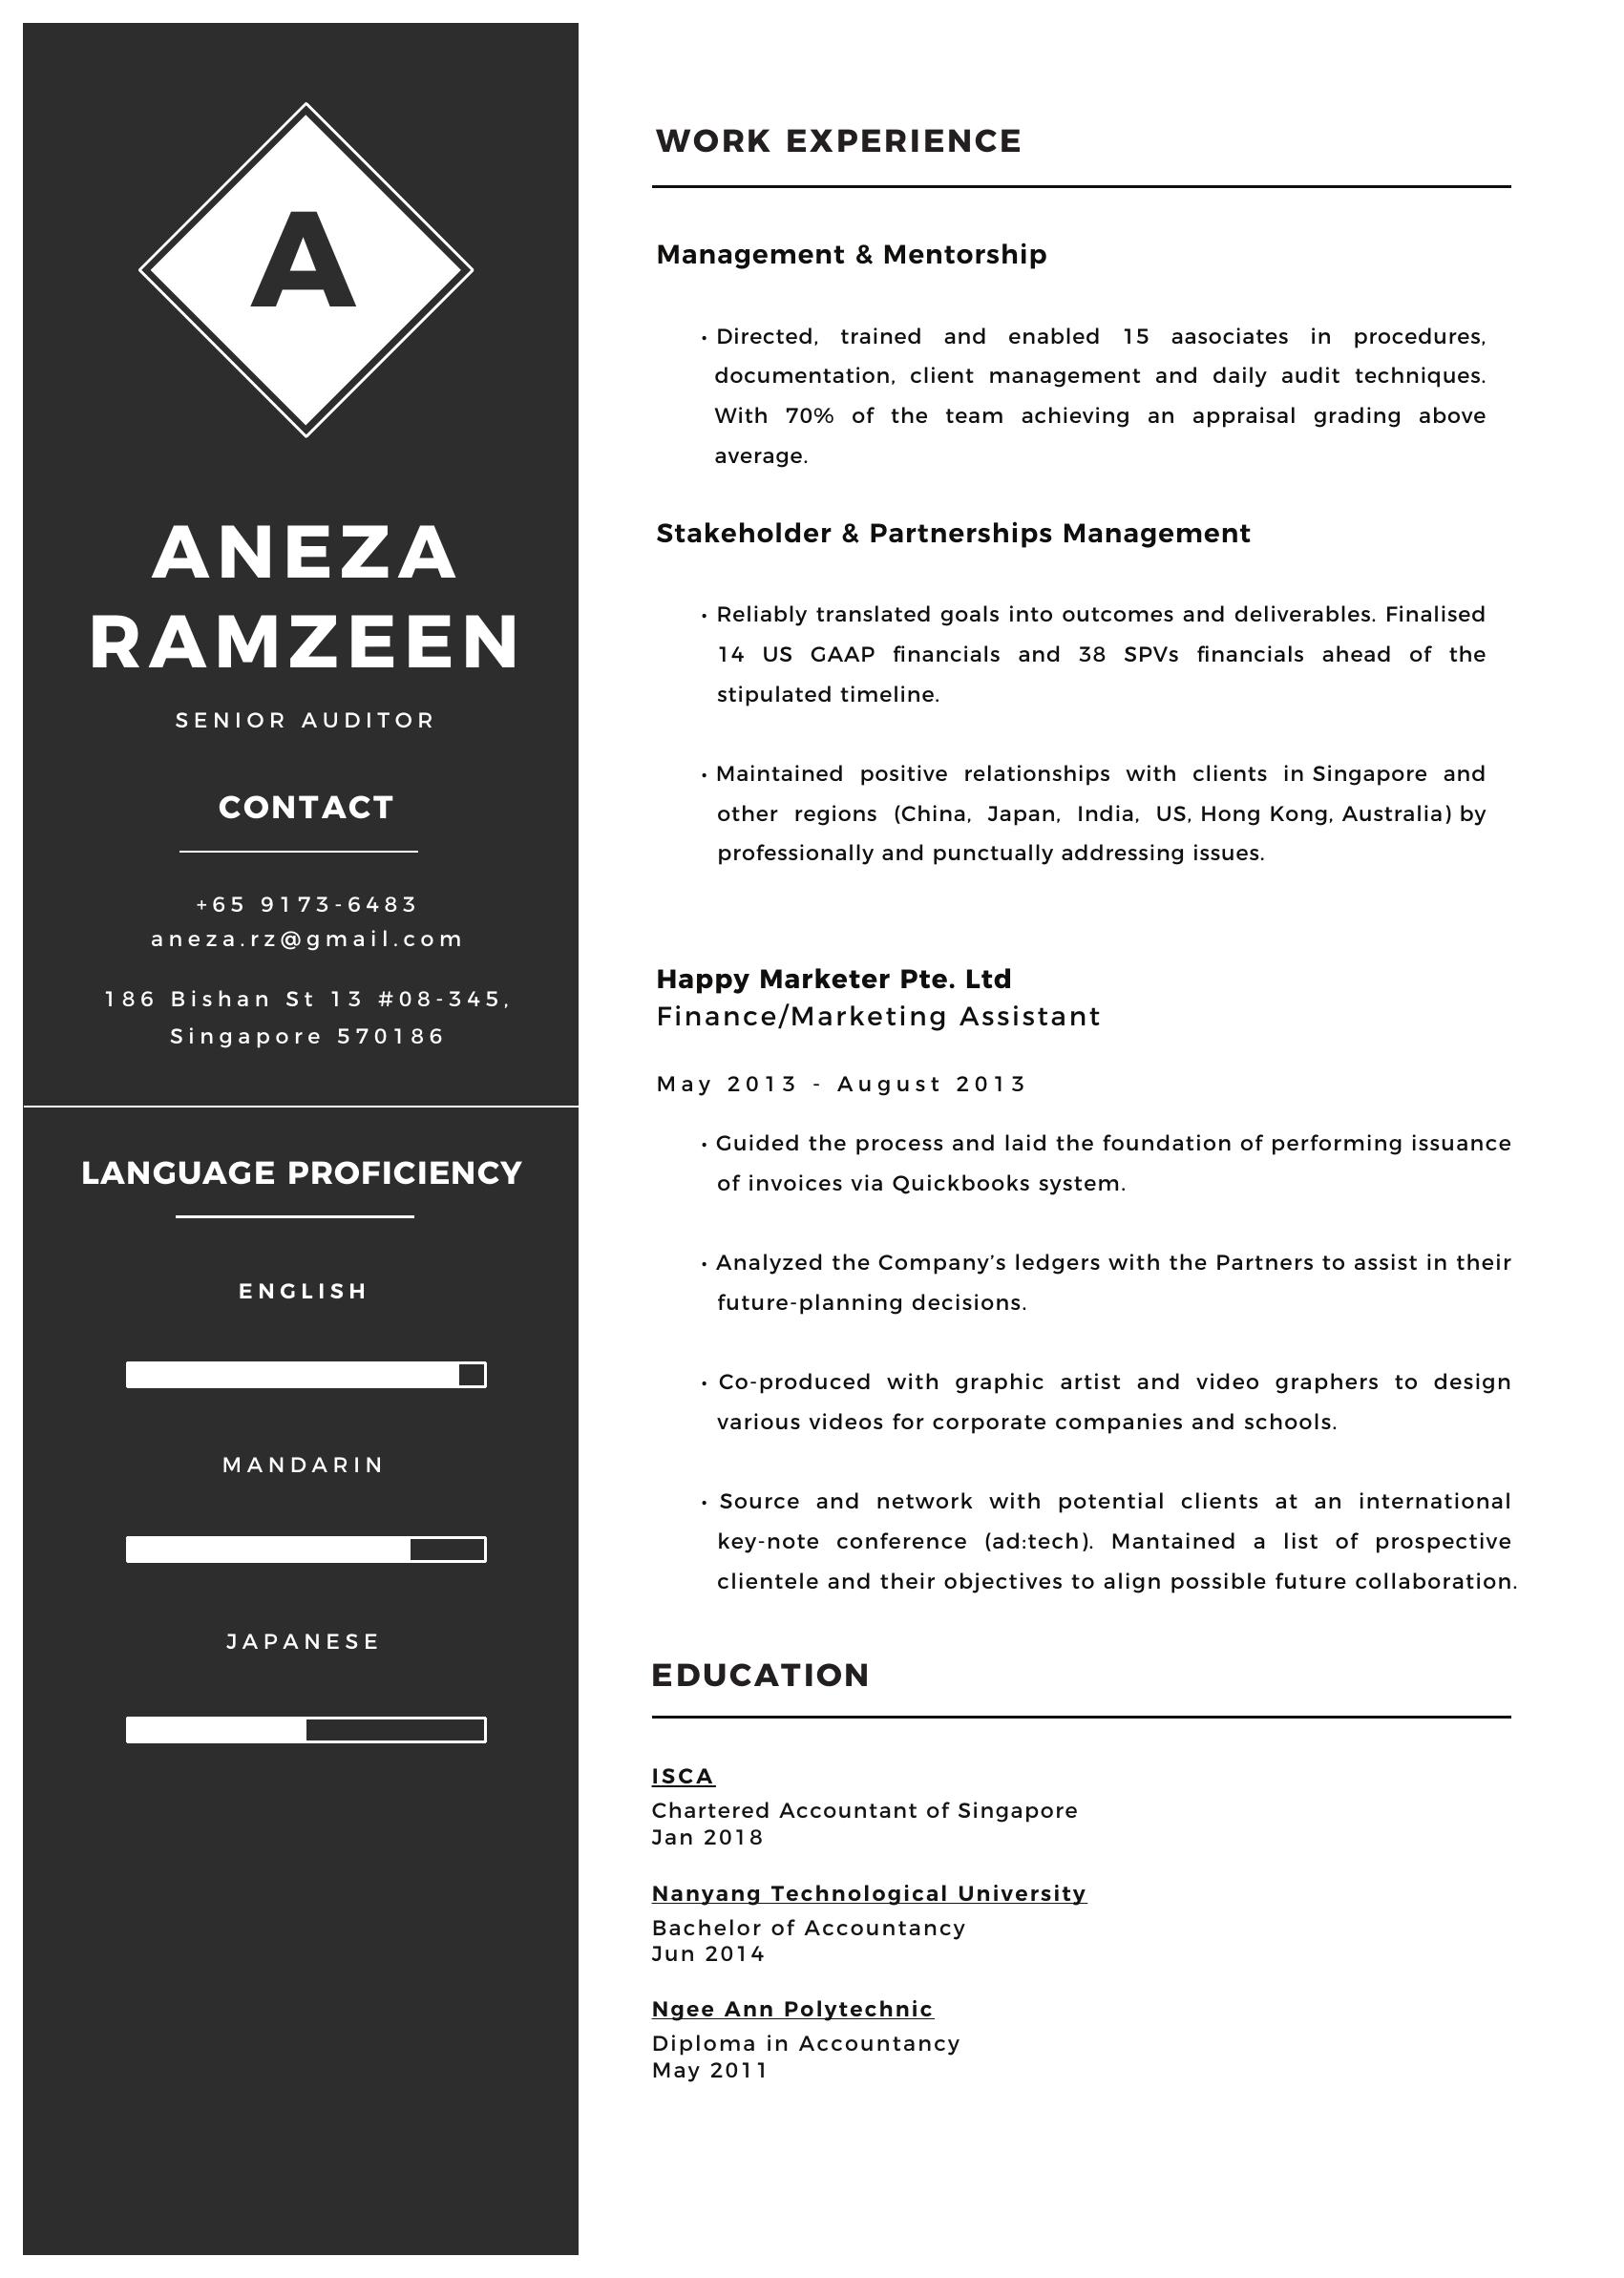 A
ANEZA
RAMZEEN
SENIOR AUDITOR
CONTACT
+65 9173-6483
aneza.rz@gmail.com
186 Bishan St 13 #08-345,
Singapore 570186
LANGUAGE PROFICIENCY
ENGLISH
MANDARIN
JAPANESE
WORK EXPERIENCE
Management & Mentorship
• Directed, trained and enabled 15 aasociates in procedures,
documentation, client management and daily audit techniques.
With 70% of the team achieving an appraisal grading above
average.
Stakeholder & Partnerships Management
• Reliably translated goals into outcomes and deliverables. Finalised
14 US GAAP financials and 38 SPVs financials ahead of the
stipulated timeline.
• Maintained positive relationships with clients in Singapore and
other regions (China, Japan, India, US, Hong Kong, Australia) by
professionally and punctually addressing issues.
Happy Marketer Pte. Ltd
Finance/Marketing Assistant
May 2013 - August 2013
• Guided the process and laid the foundation of performing issuance
of invoices via Quickbooks system.
• Analyzed the Company’s ledgers with the Partners to assist in their
future-planning decisions.
• Co-produced with graphic artist and video graphers to design
various videos for corporate companies and schools.
• Source and network with potential clients at an international
key-note conference (ad:tech). Mantained a list of prospective
clientele and their objectives to align possible future collaboration.
EDUCATION
ISCA
Chartered Accountant of Singapore
Jan 2018
Nanyang Technological University
Bachelor of Accountancy
Jun 2014
Ngee Ann Polytechnic
Diploma in Accountancy
May 2011